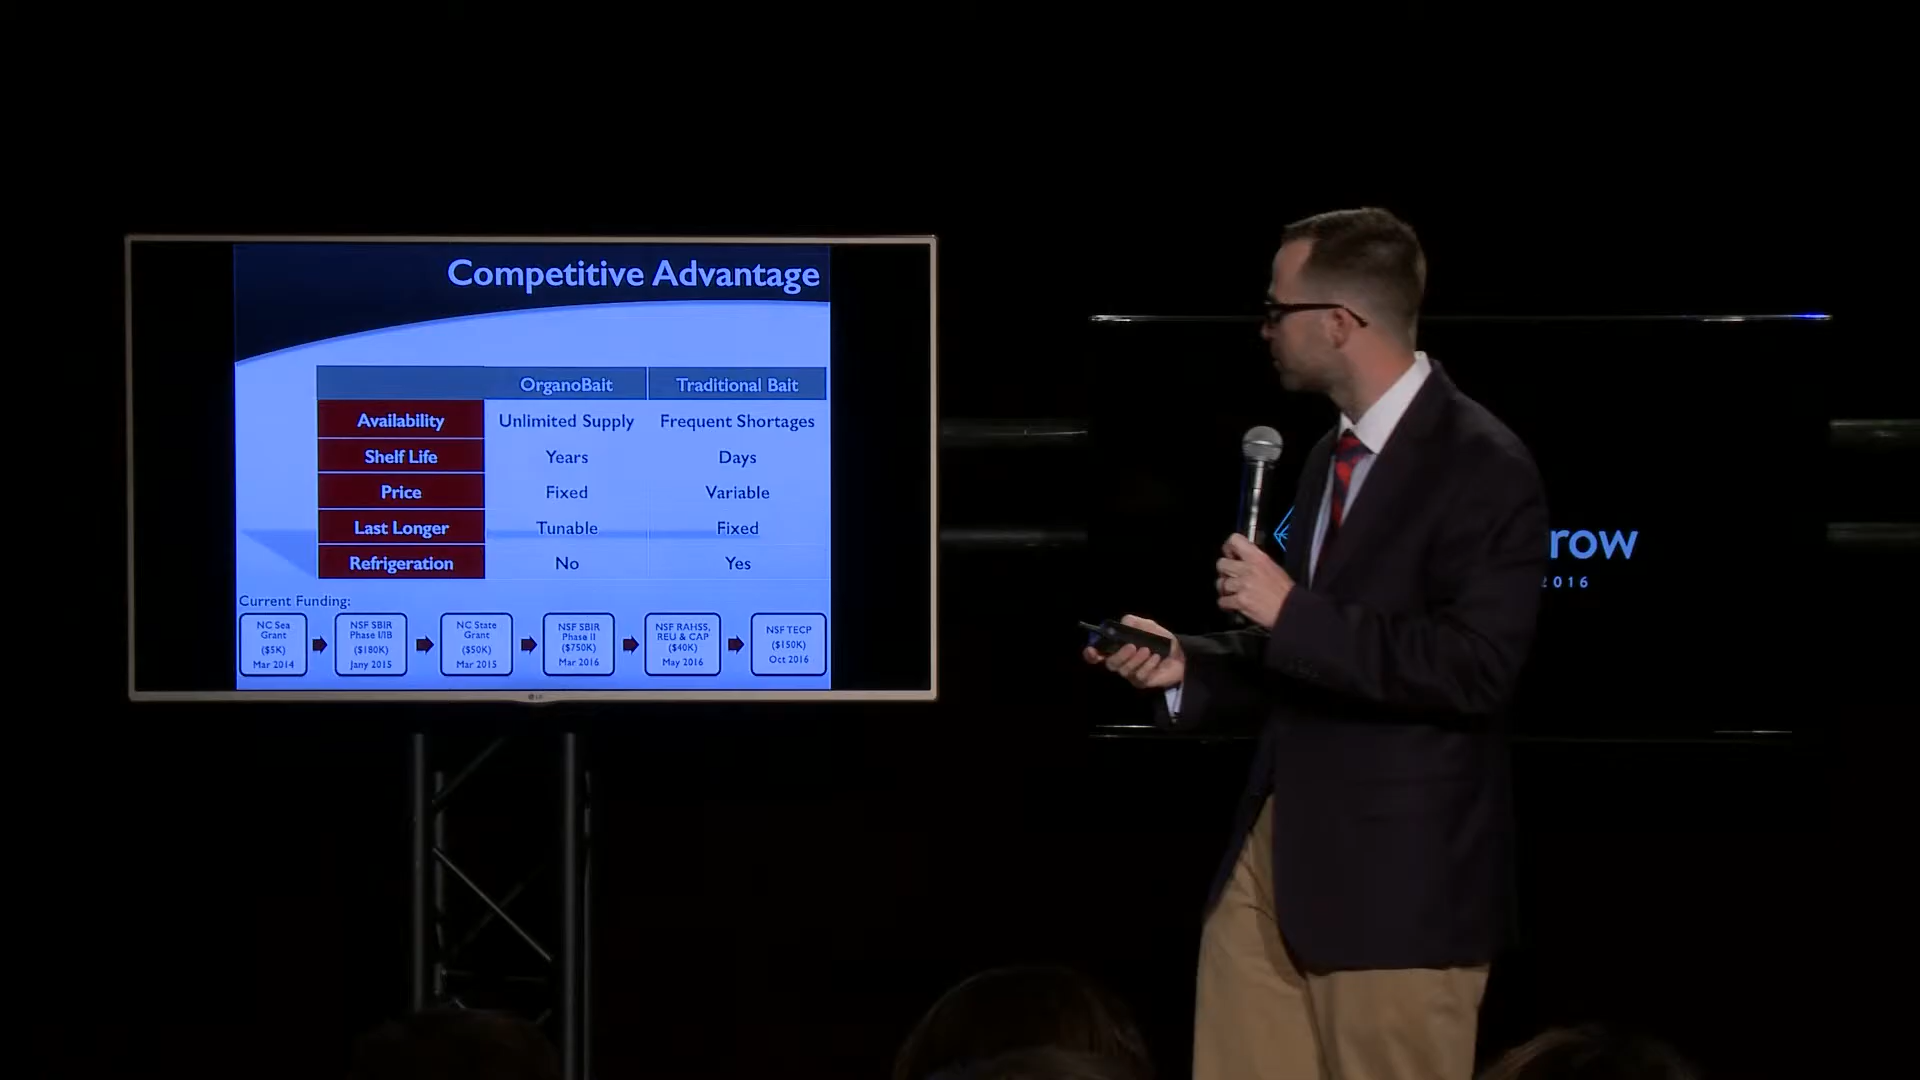 Competitive Advantage
OrganoBait Traditional Bait
Availability Unlimited Supply Frequent Shortages
Shelf Life Years Days
Price Fixed Variable
Last Longer Tunable Fixed
Refrigeration No Yes
Current Funding:
NC Sea
Grant
($5K)
Mar 2014
NSF SBIR
Phase I/IB
($180K)
Jany 2015
NC State
Grant
($50K)
Mar 2015
NSF SBIR
Phase II
($750K)
Mar 2016
NSF RAHSS,
REU & CAP
($40K)
May 2016
NSF TECP
($150K)
Oct 2016
LG
row
2016